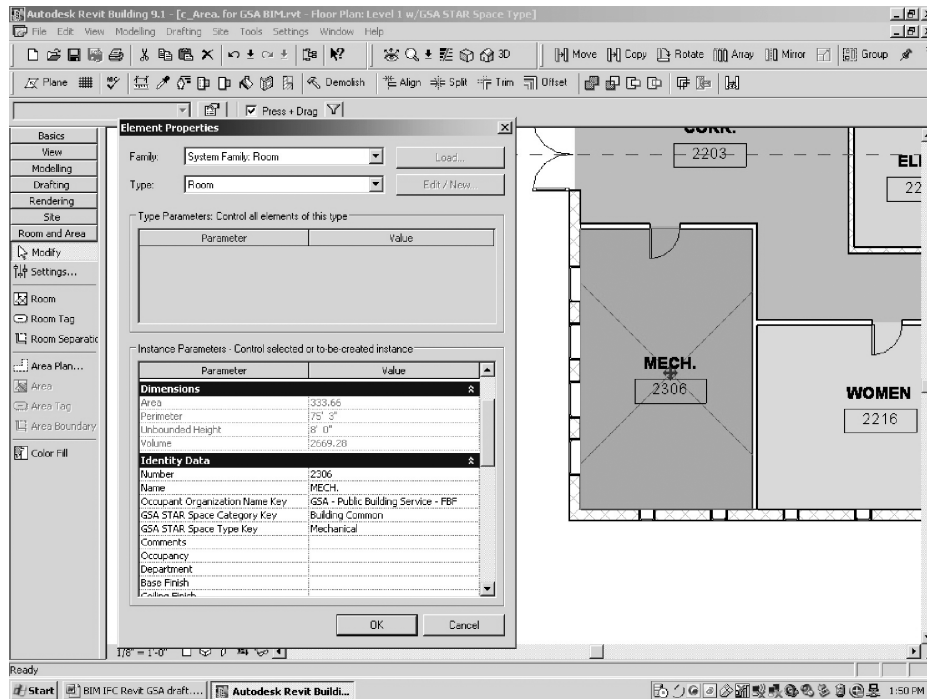 Autodesk Revit Building 9.1 - [c_Area. for GSA BIM.rvt - Floor Plan: Level 1 w/GSA STAR Space Type]
File Edit View Modelling Drafting Site Tools Settings Window Help
3D Move Copy Rotate Array Mirror Group
Plane Demolish Align Split Trim Offset
Press + Drag
Basics
View
Modelling
Drafting
Rendering
Site
Room and Area
Modify
Settings...
Room
Room Tag
Room Separatic
Area Plan...
Area
Area Tag
Area Boundary
Color Fill
Element Properties
Family: System Family: Room Load...
Type: Room Edit / New...
Type Parameters: Control all elements of this type
Parameter Value
Instance Parameters - Control selected or to-be-created instance
Parameter Value
Dimensions
Area 333.66
Perimeter 75' 3"
Unbounded Height 8' 0"
Volume 2669.28
Identity Data
Number 2306
Name MECH.
Occupant Organization Name Key GSA - Public Building Service - FBF
GSA STAR Space Category Key Building Common
GSA STAR Space Type Key Mechanical
Comments
Occupancy
Department
Base Finish
Ceiling Finish
OK Cancel
CORR.
2203
ELE
22
MECH.
2306
WOMEN
2216
1/8" = 1'-0"
Ready
Start BIM IFC Revit GSA draft.... Autodesk Revit Buildi... 1:50 PM